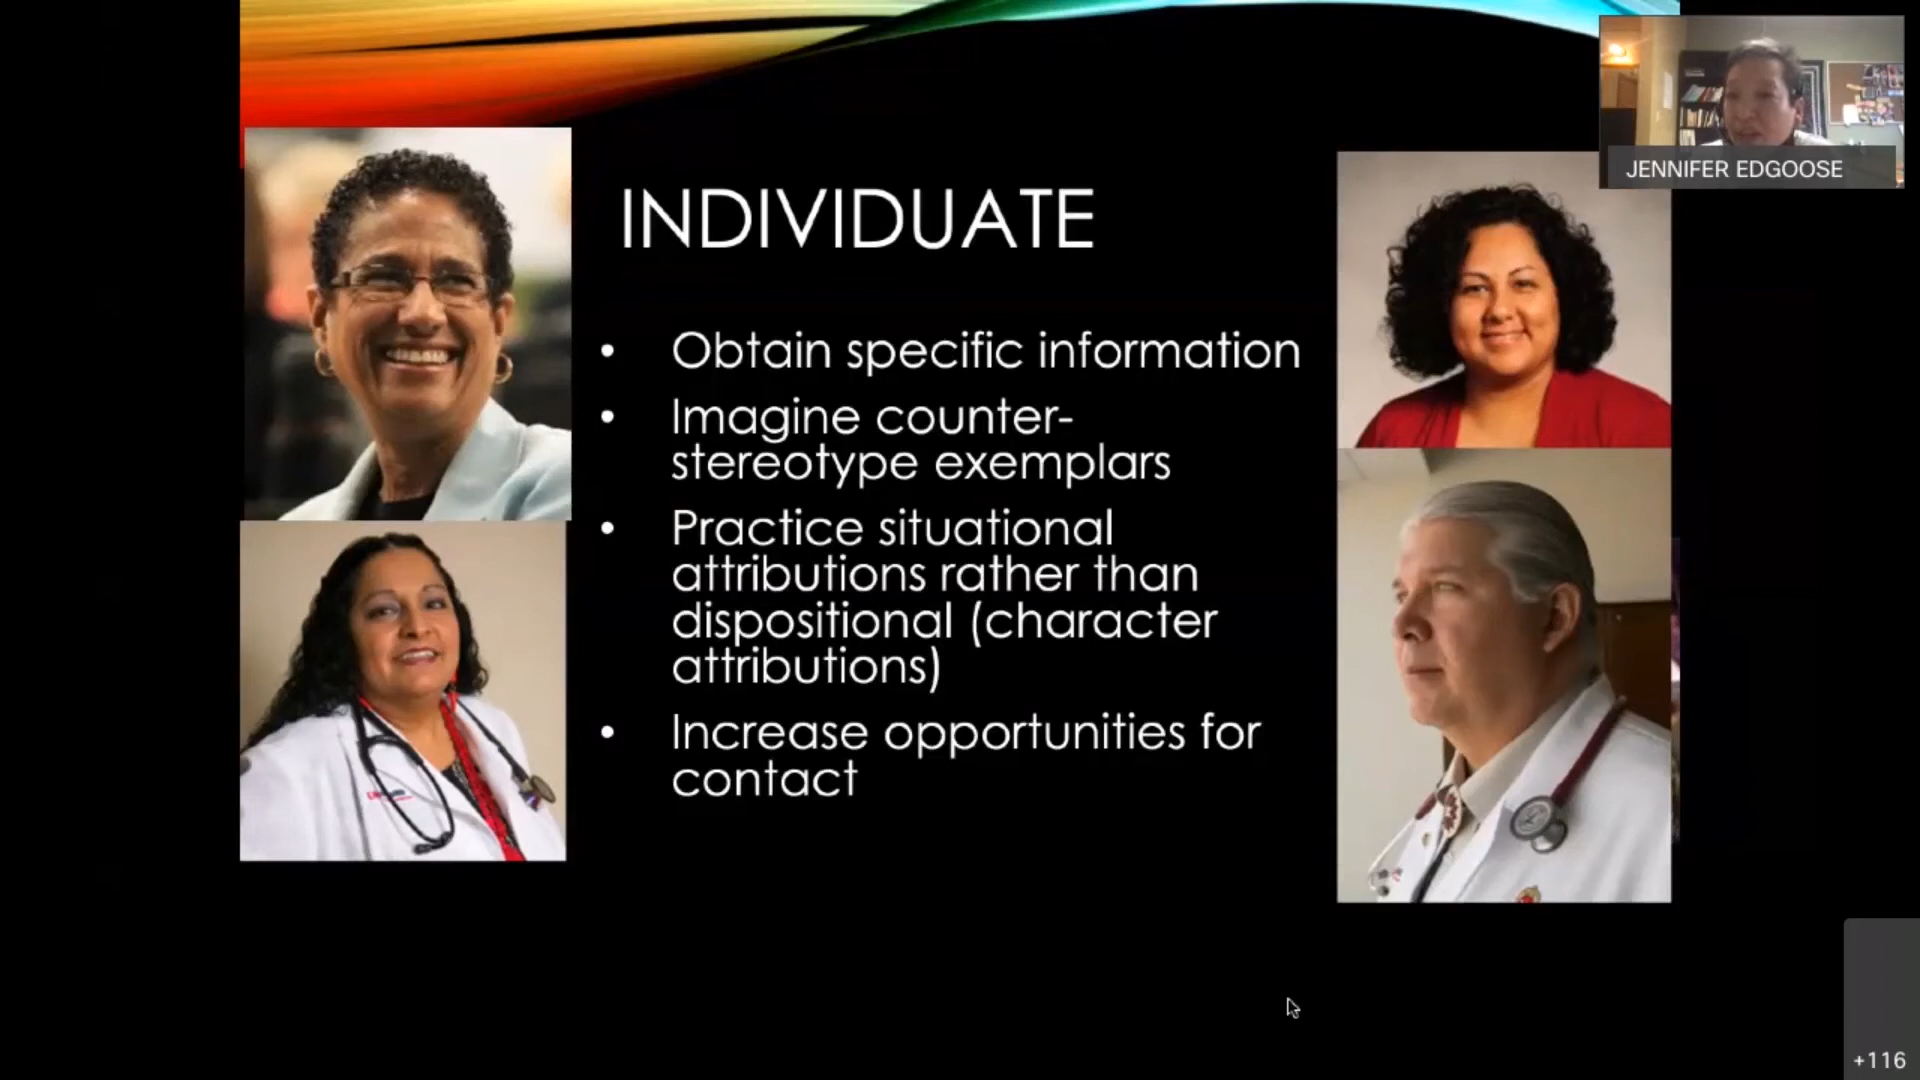 JENNIFER EDGOOSE
INDIVIDUATE
• Obtain specific information
• Imagine counter-
stereotype exemplars
• Practice situational
attributions rather than
dispositional (character
attributions)
• Increase opportunities for
contact
+116